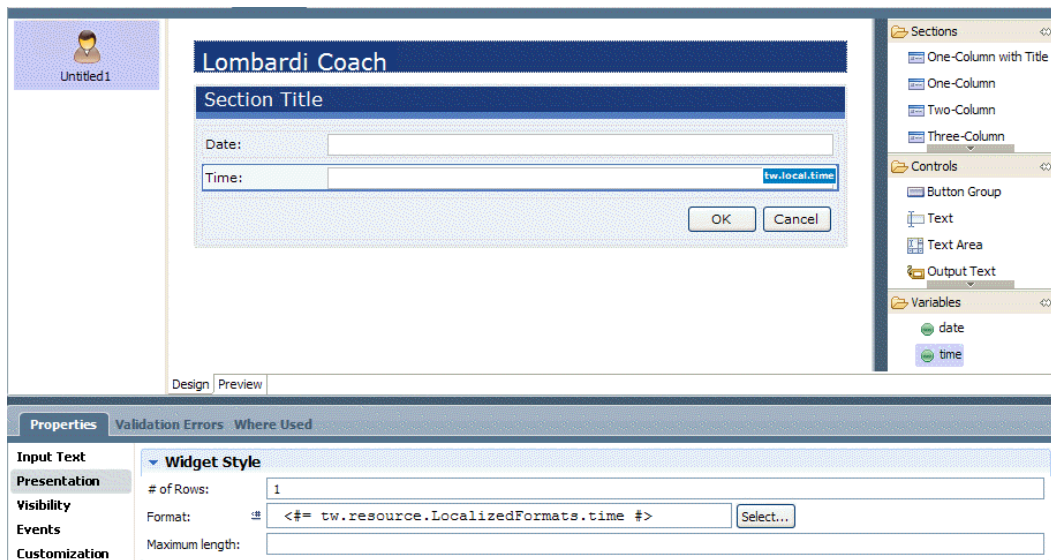 Untitled1
Lombardi Coach
Section Title
Date:
Time:
tw.local.time
OK Cancel
Design Preview
Sections
One-Column with Title
One-Column
Two-Column
Three-Column
Controls
Button Group
Text
Text Area
Output Text
Variables
date
time
Properties Validation Errors Where Used
Input Text
Presentation
Visibility
Events
Customization
Widget Style
# of Rows: 1
Format: <#= tw.resource.LocalizedFormats.time #> Select...
Maximum length: